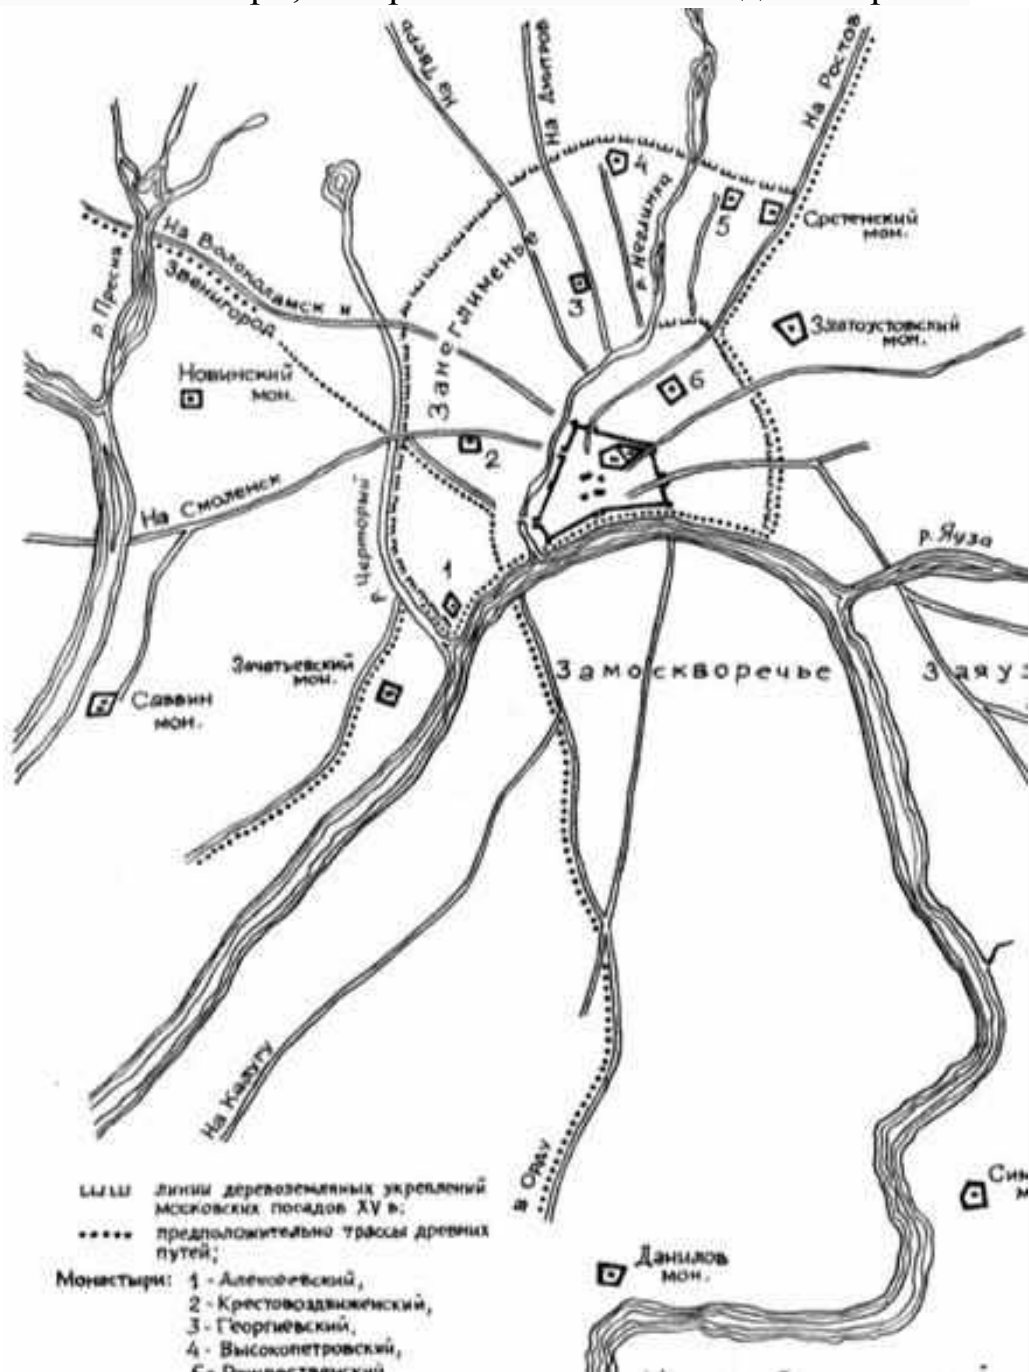 На Тверь
На Дмитров
На Ростов
4
5
Сретенский
мон.
р. Неглинка
3
Занеглименье
На Волоколамск и
Звенигород
р. Пресня
Златоустовский
мон.
Новинский
мон.
6
2
На Смоленск
р. Черторый
1
р. Яуза
Зачатьевский
мон.
Замоскворечье
Саввин
мон.
На Калугу
в Орду
линии деревоземляных укреплений
московских посадов XV в;
предположительно трассы древних
путей;
Данилов
мон.
Монастыри: 1 - Алексеевский,
2 - Крестовоздвиженский,
3 - Георгиевский,
4 - Высокопетровский,